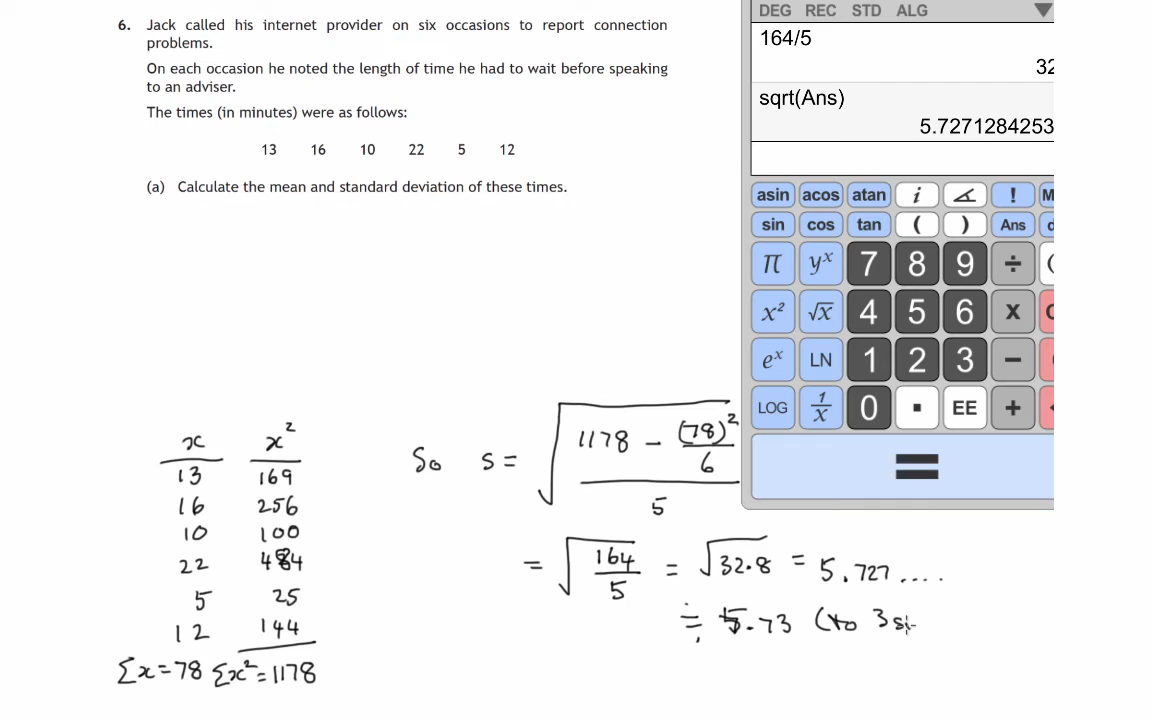 6. Jack called his internet provider on six occasions to report connection
problems.
On each occasion he noted the length of time he had to wait before speaking
to an adviser.
The times (in minutes) were as follows:
13 16 10 22 5 12
(a) Calculate the mean and standard deviation of these times.
DEG REC STD ALG
164/5
32
sqrt(Ans)
5.7271284253
asin acos atan i ∡ !
sin cos tan ( ) Ans
π yˣ 7 8 9 ÷
x² √x 4 5 6 x
eˣ LN 1 2 3 −
LOG 1/x 0 . EE +
=
x x²
13 169
16 256
10 100
22 484
5 25
12 144
Σx=78 Σx²=1178
So s = √((1178 − (78)²/6)/5)
= √(164/5) = √32.8 = 5.727....
≑ 5.73 (to 3 s